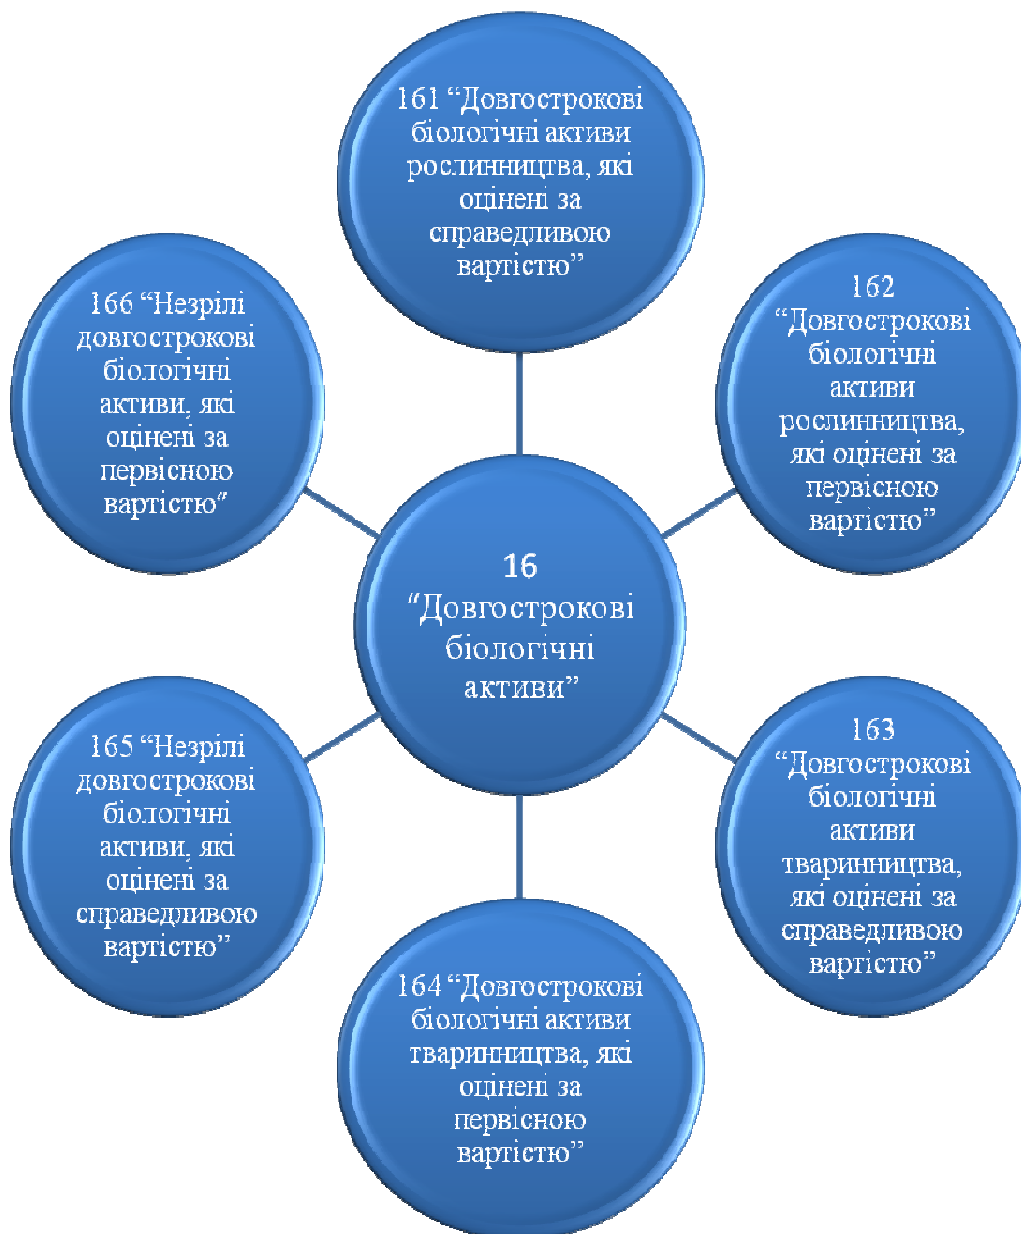 161 “Довгострокові
біологічні активи
рослинництва, які
оцінені за
справедливою
вартістю”
162
“Довгострокові
біологічні
активи
рослинництва,
які оцінені за
первісною
вартістю”
163
“Довгострокові
біологічні
активи
тваринництва,
які оцінені за
справедливою
вартістю”
164 “Довгострокові
біологічні активи
тваринництва, які
оцінені за
первісною
вартістю”
165 “Незрілі
довгострокові
біологічні
активи, які
оцінені за
справедливою
вартістю”
166 “Незрілі
довгострокові
біологічні
активи, які
оцінені за
первісною
вартістю”
16
“Довгострокові
біологічні
активи”